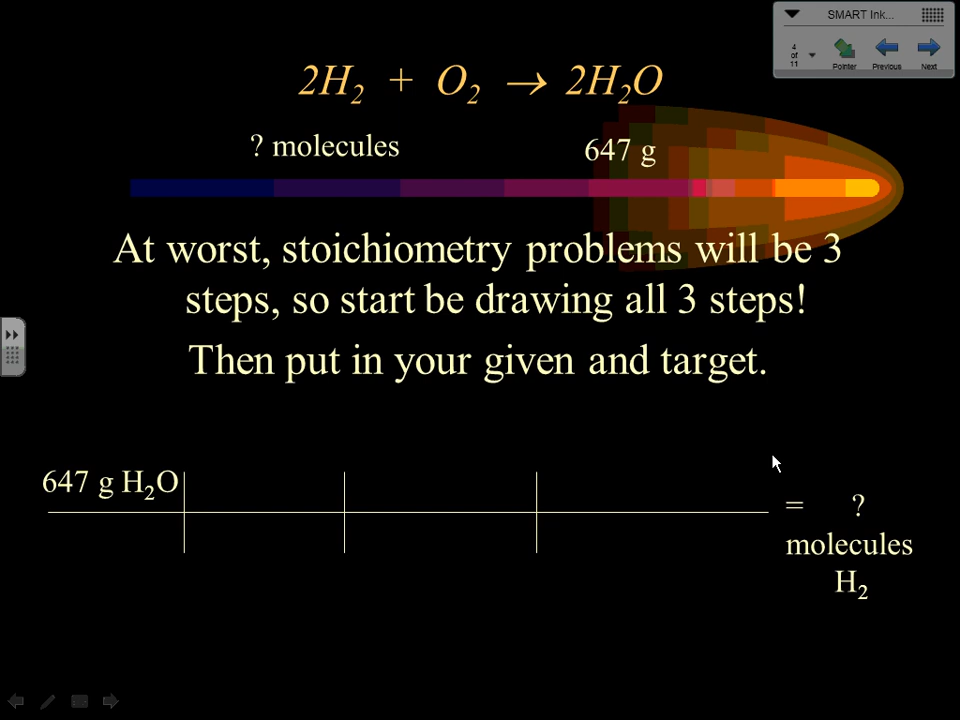 SMART Ink...
4
of
11
Pointer Previous Next
2H₂ + O₂ → 2H₂O
? molecules 647 g
At worst, stoichiometry problems will be 3
steps, so start be drawing all 3 steps!
Then put in your given and target.
647 g H₂O
= ?
molecules
H₂